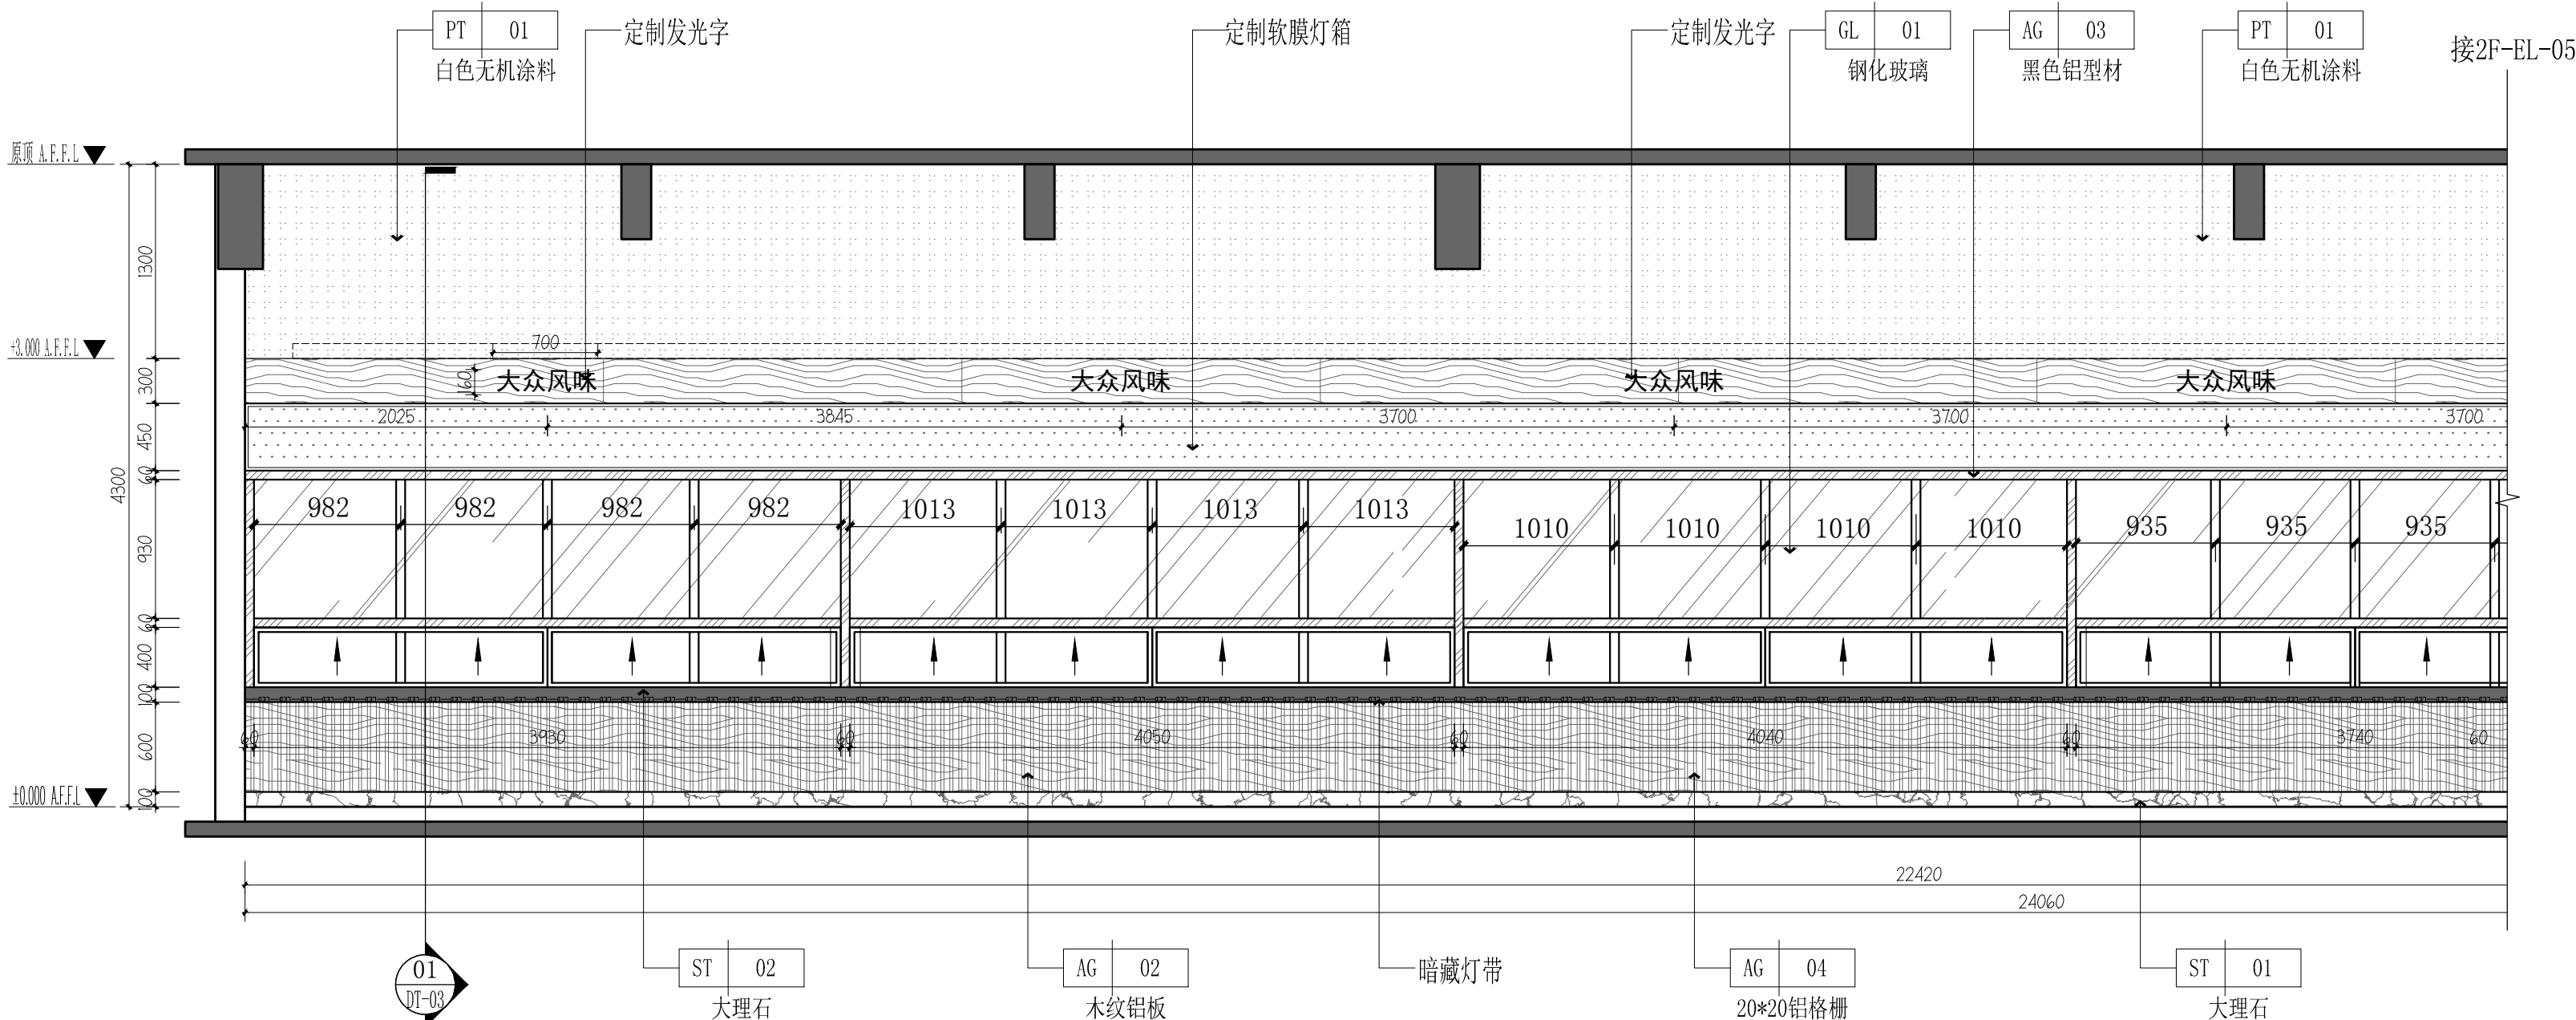 PT 01
白色无机涂料
定制发光字
定制软膜灯箱
定制发光字
GL 01
钢化玻璃
AG 03
黑色铝型材
PT 01
白色无机涂料
接2F-EL-05
原顶 A.F.F.L
1300
+3.000 A.F.F.L
700
300
160
大众风味
大众风味
大众风味
大众风味
450
2025
3845
3700
3700
3700
4300
60
982
982
982
982
1013
1013
1013
1013
1010
1010
1010
1010
935
935
935
930
60
400
100
600
60
3930
60
4050
60
4040
60
3740
60
±0.000 A.F.F.L
100
22420
24060
01
DT-03
ST 02
大理石
AG 02
木纹铝板
暗藏灯带
AG 04
20*20铝格栅
ST 01
大理石